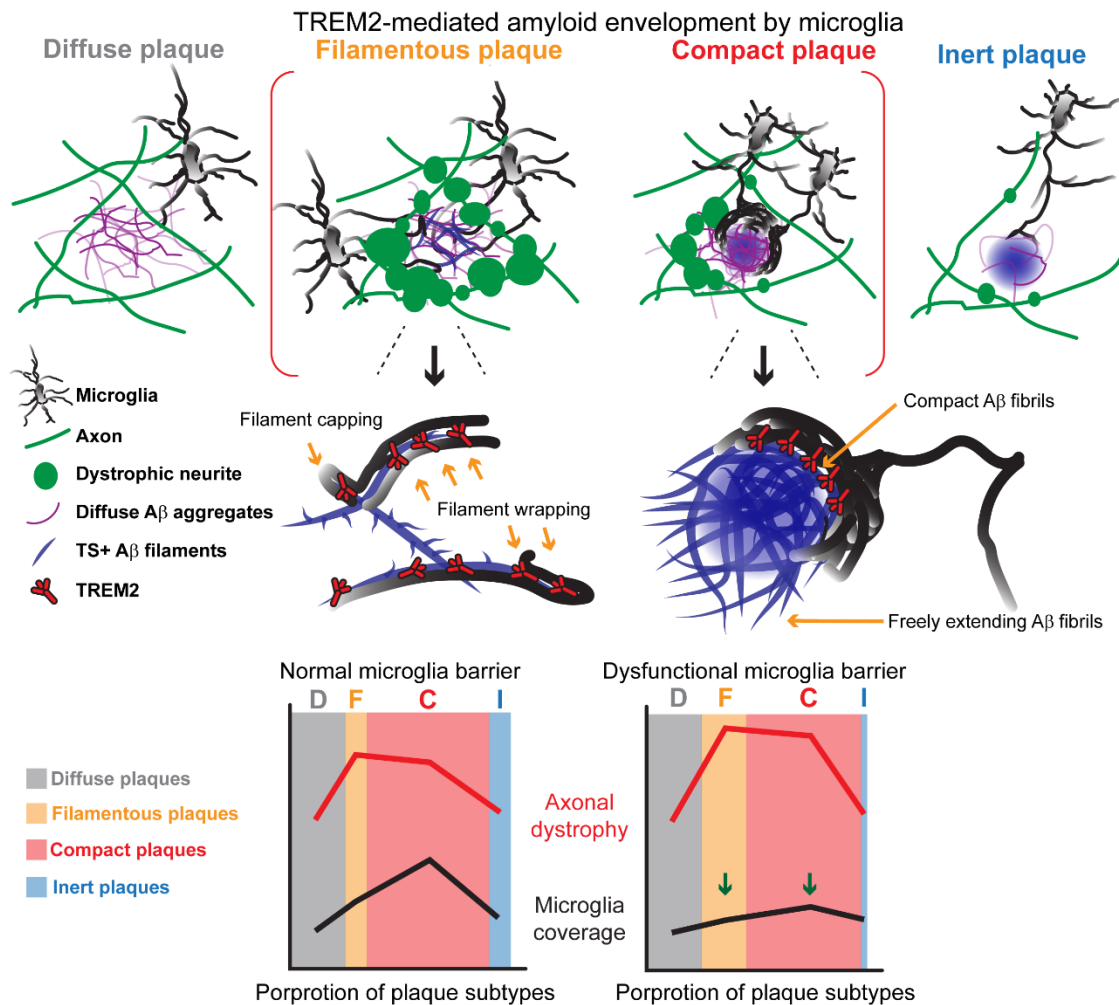 TREM2-mediated amyloid envelopment by microglia
Diffuse plaque
Filamentous plaque
Compact plaque
Inert plaque
Microglia
Axon
Dystrophic neurite
Diffuse Aβ aggregates
TS+ Aβ filaments
TREM2
Filament capping
Filament wrapping
Compact Aβ fibrils
Freely extending Aβ fibrils
Normal microglia barrier
D F C I
Dysfunctional microglia barrier
D F C I
Diffuse plaques
Filamentous plaques
Compact plaques
Inert plaques
Axonal
dystrophy
Microglia
coverage
Porprotion of plaque subtypes
Porprotion of plaque subtypes